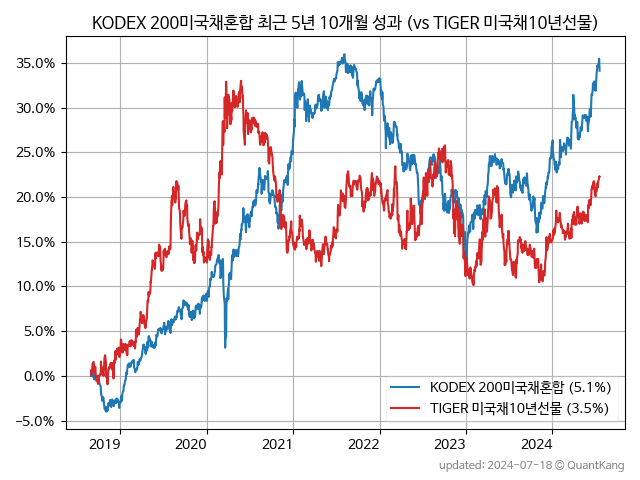 KODEX 200미국채혼합 최근 5년 10개월 성과 (vs TIGER 미국채10년선물)
35.0%
30.0%
25.0%
20.0%
15.0%
10.0%
5.0%
0.0%
−5.0%
KODEX 200미국채혼합 (5.1%)
TIGER 미국채10년선물 (3.5%)
2019 2020 2021 2022 2023 2024
updated: 2024-07-18 © QuantKang